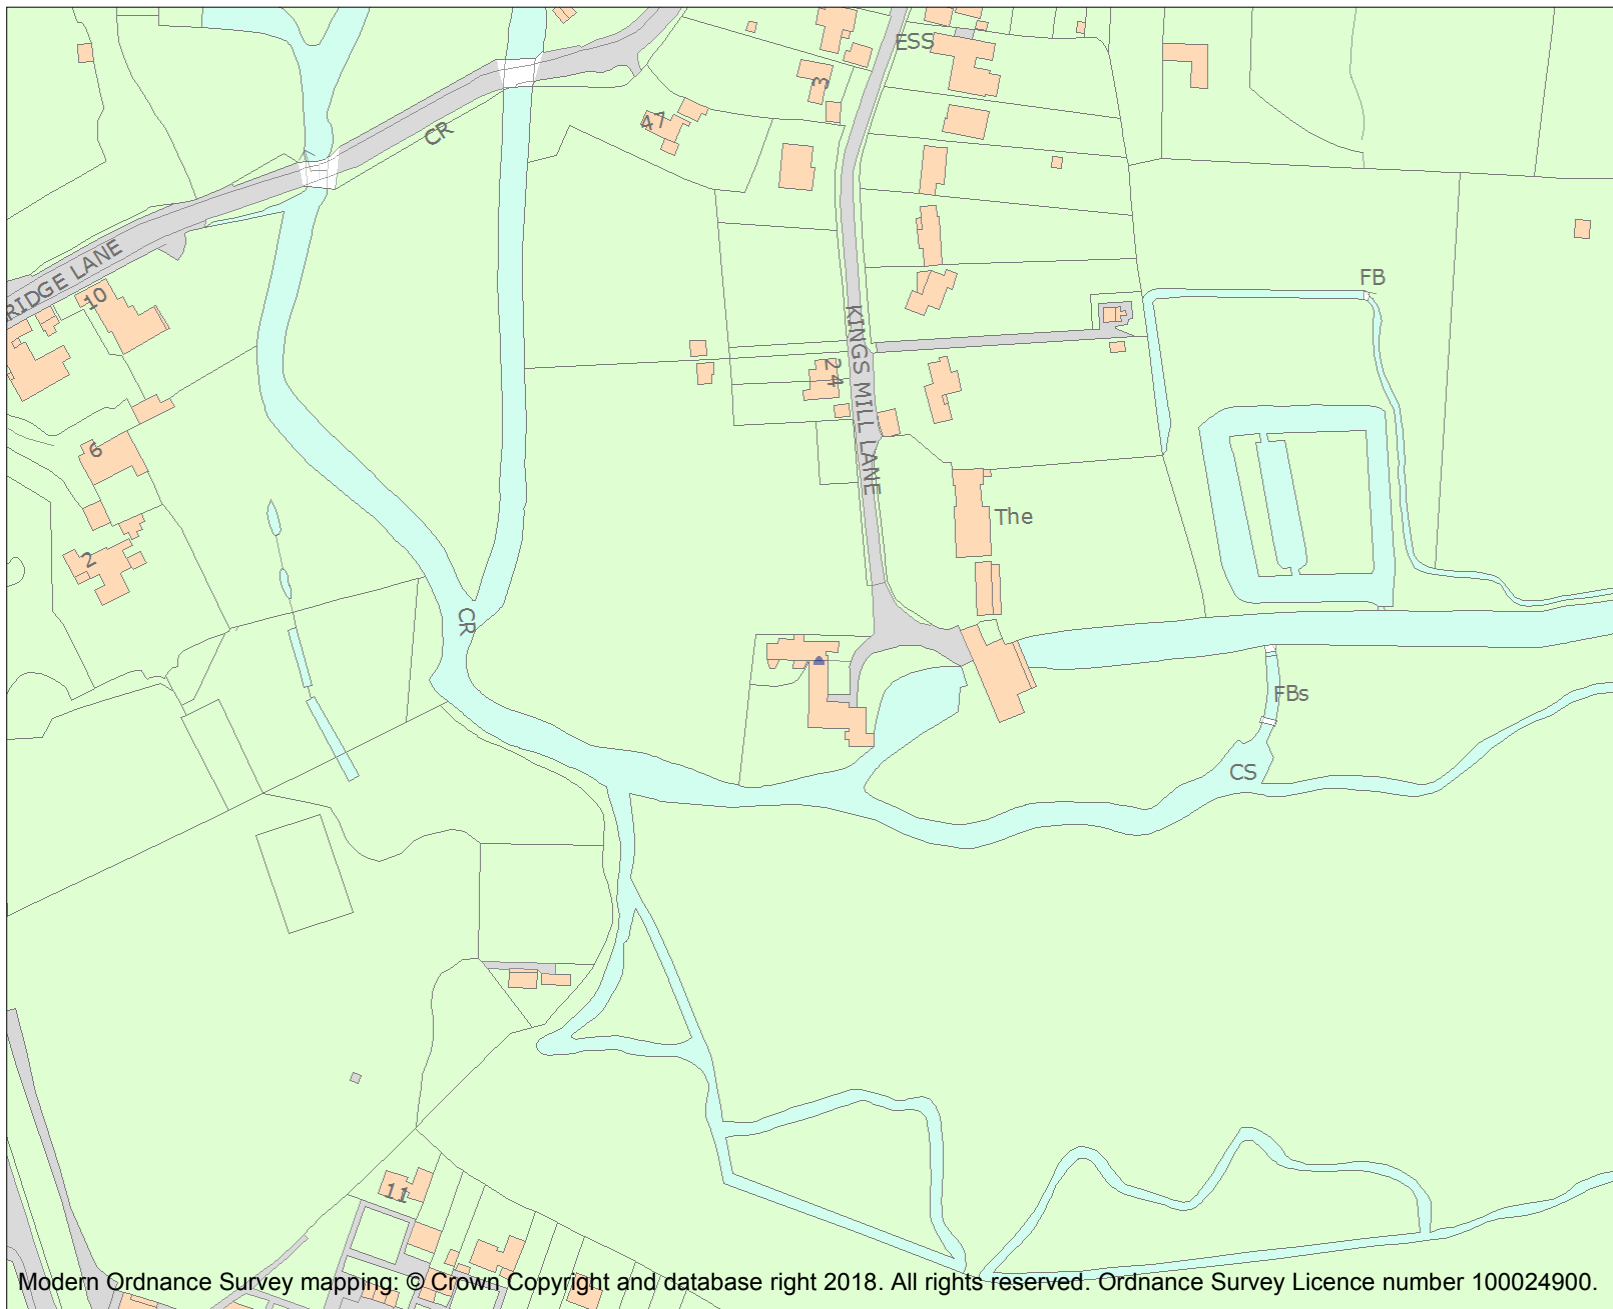 ESS
3
47
CR
RIDGE LANE
10
FB
KINGS MILL LANE
24
6
The
2
CR
FBs
CS
11
Modern Ordnance Survey mapping: © Crown Copyright and database right 2018. All rights reserved. Ordnance Survey Licence number 100024900.